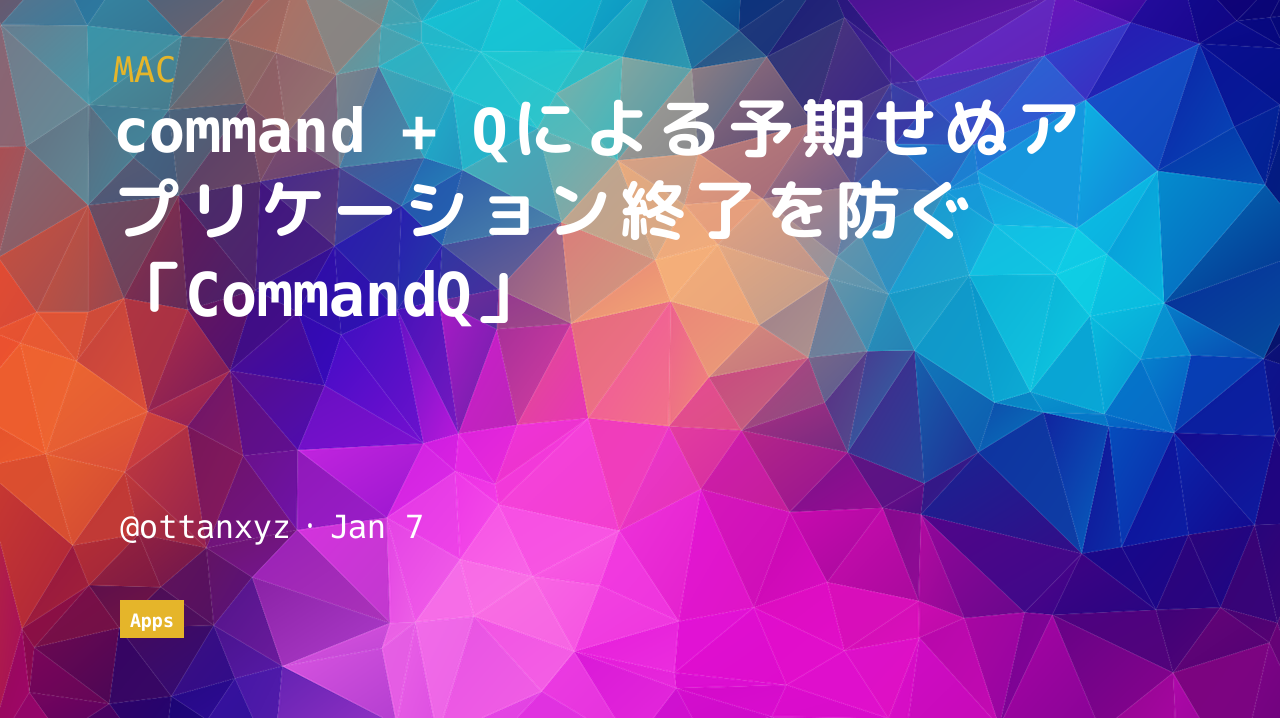 MAC
command + Qによる予期せぬア
プリケーション終了を防ぐ
「CommandQ」
@ottanxyz · Jan 7
Apps